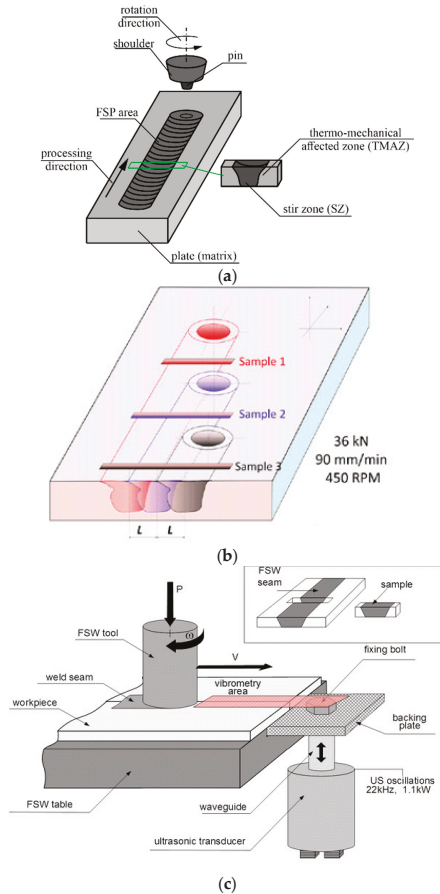 rotation
direction
shoulder
pin
FSP area
thermo-mechanical
affected zone (TMAZ)
processing
direction
stir zone (SZ)
plate (matrix)
(a)
Sample 1
Sample 2
Sample 3
36 kN
90 mm/min
450 RPM
L L
(b)
FSW
seam
sample
P
FSW tool
ω
V
fixing bolt
weld seam
vibrometry
area
workpiece
backing
plate
FSW table
waveguide
US oscillations
22kHz, 1.1kW
ultrasonic transducer
(c)